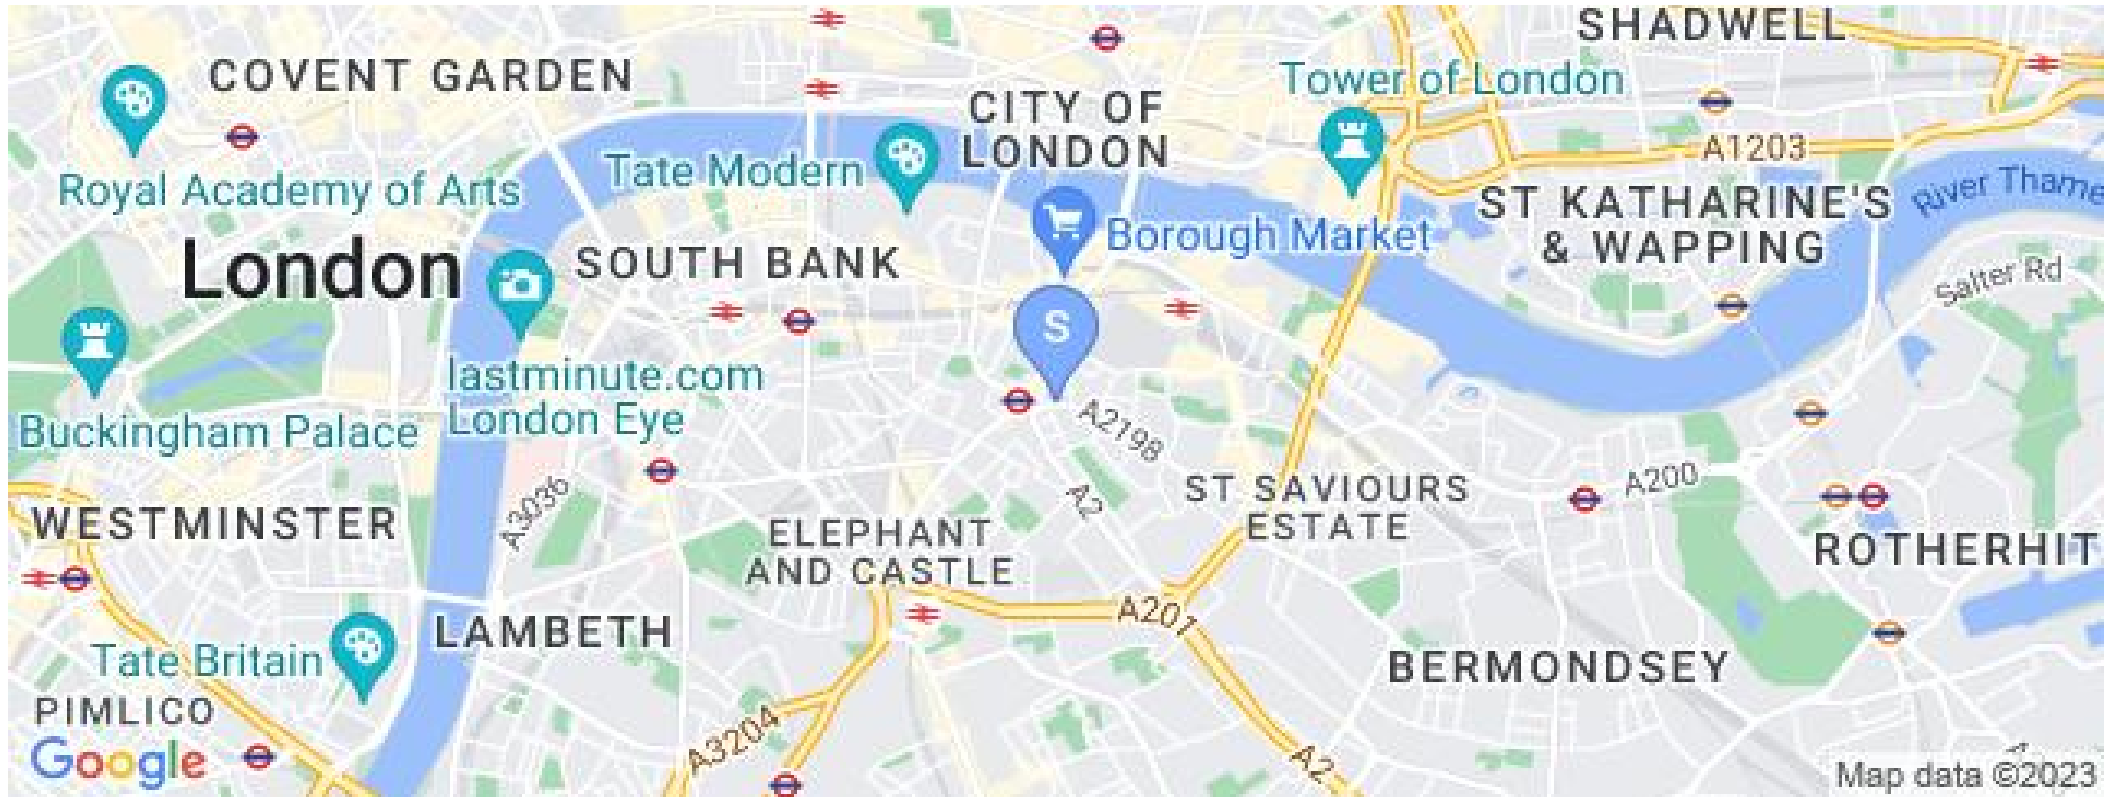 SHADWELL
COVENT GARDEN
Tower of London
CITY OF
LONDON
A1203
Tate Modern
Royal Academy of Arts
ST KATHARINE'S
& WAPPING
River Thame
Borough Market
London
SOUTH BANK
Salter Rd
S
lastminute.com
London Eye
Buckingham Palace
A2198
A3036
A200
ST SAVIOURS
ESTATE
A2
WESTMINSTER
ELEPHANT
AND CASTLE
ROTHERHIT
A201
LAMBETH
Tate Britain
BERMONDSEY
PIMLICO
A3204
A2
Google
Map data ©2023